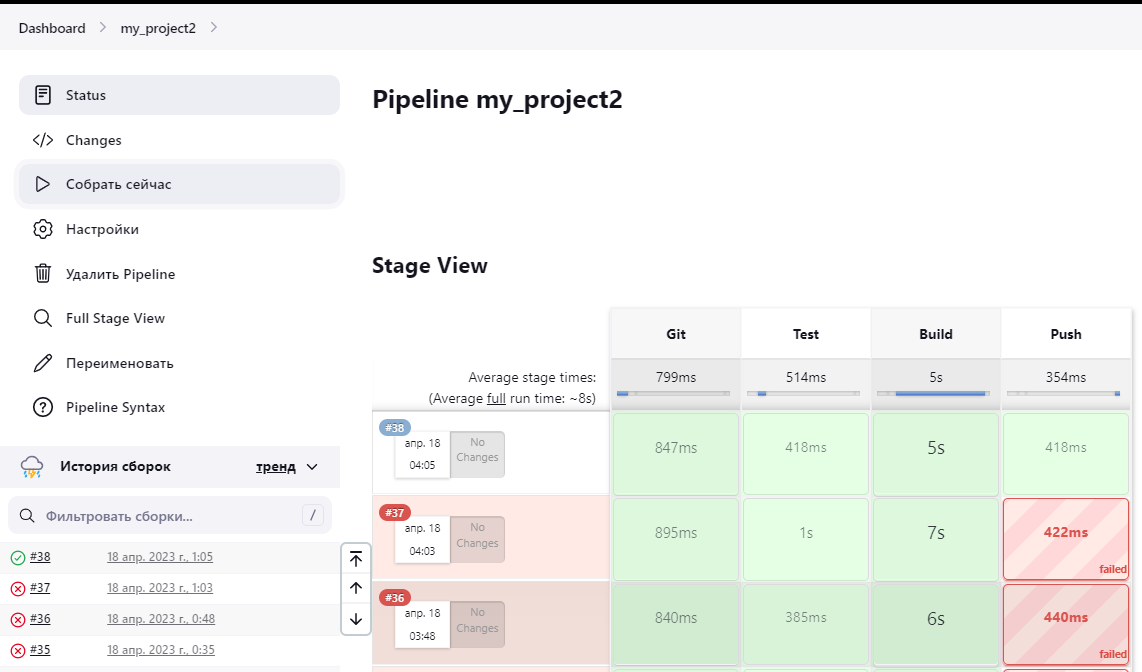 Dashboard
my_project2
Status
Changes
Собрать сейчас
Настройки
Удалить Pipeline
Full Stage View
Переименовать
Pipeline Syntax
История сборок
тренд
Фильтровать сборки...
/
#38
18 апр. 2023 г., 1:05
#37
18 апр. 2023 г., 1:03
#36
18 апр. 2023 г., 0:48
#35
18 апр. 2023 г., 0:35
Pipeline my_project2
Stage View
Git
Test
Build
Push
Average stage times:
(Average full run time: ~8s)
799ms
514ms
5s
354ms
#38
апр. 18
04:05
No
Changes
847ms
418ms
5s
418ms
#37
апр. 18
04:03
No
Changes
895ms
1s
7s
422ms
failed
#36
апр. 18
03:48
No
Changes
840ms
385ms
6s
440ms
failed